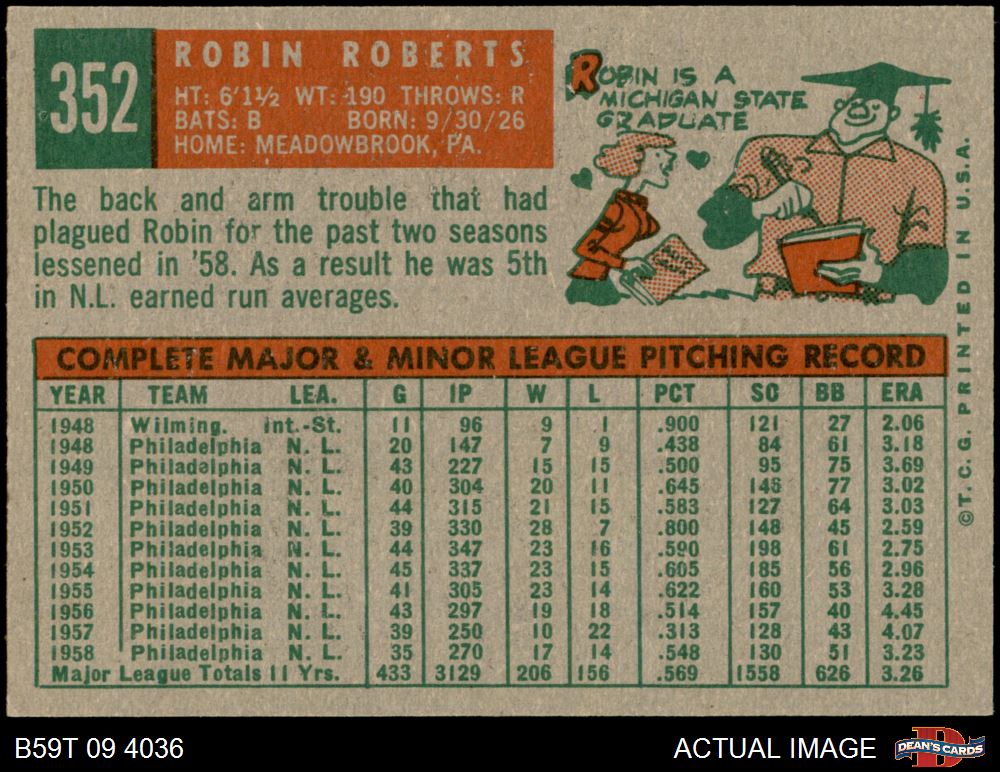 352
ROBIN ROBERTS
HT: 6'1½ WT: 190 THROWS: R
BATS: B BORN: 9/30/26
HOME: MEADOWBROOK, PA.
ROBIN IS A
MICHIGAN STATE
GRADUATE
The back and arm trouble that had
plagued Robin for the past two seasons
lessened in '58. As a result he was 5th
in N.L. earned run averages.
©T.C.G. PRINTED IN U.S.A.
COMPLETE MAJOR & MINOR LEAGUE PITCHING RECORD
YEAR TEAM LEA. G IP W L PCT SO BB ERA
1948 Wilming. Int.-St. 11 96 9 1 .900 121 27 2.06
1948 Philadelphia N. L. 20 147 7 9 .438 84 61 3.18
1949 Philadelphia N. L. 43 227 15 15 .500 95 75 3.69
1950 Philadelphia N. L. 40 304 20 11 .645 146 77 3.02
1951 Philadelphia N. L. 44 315 21 15 .583 127 64 3.03
1952 Philadelphia N. L. 39 330 28 7 .800 148 45 2.59
1953 Philadelphia N. L. 44 347 23 16 .590 198 61 2.75
1954 Philadelphia N. L. 45 337 23 15 .605 185 56 2.96
1955 Philadelphia N. L. 41 305 23 14 .622 160 53 3.28
1956 Philadelphia N. L. 43 297 19 18 .514 157 40 4.45
1957 Philadelphia N. L. 39 250 10 22 .313 128 43 4.07
1958 Philadelphia N. L. 35 270 17 14 .548 130 51 3.23
Major League Totals 11 Yrs. 433 3129 206 156 .569 1558 626 3.26
B59T 09 4036 ACTUAL IMAGE DEAN'S CARDS